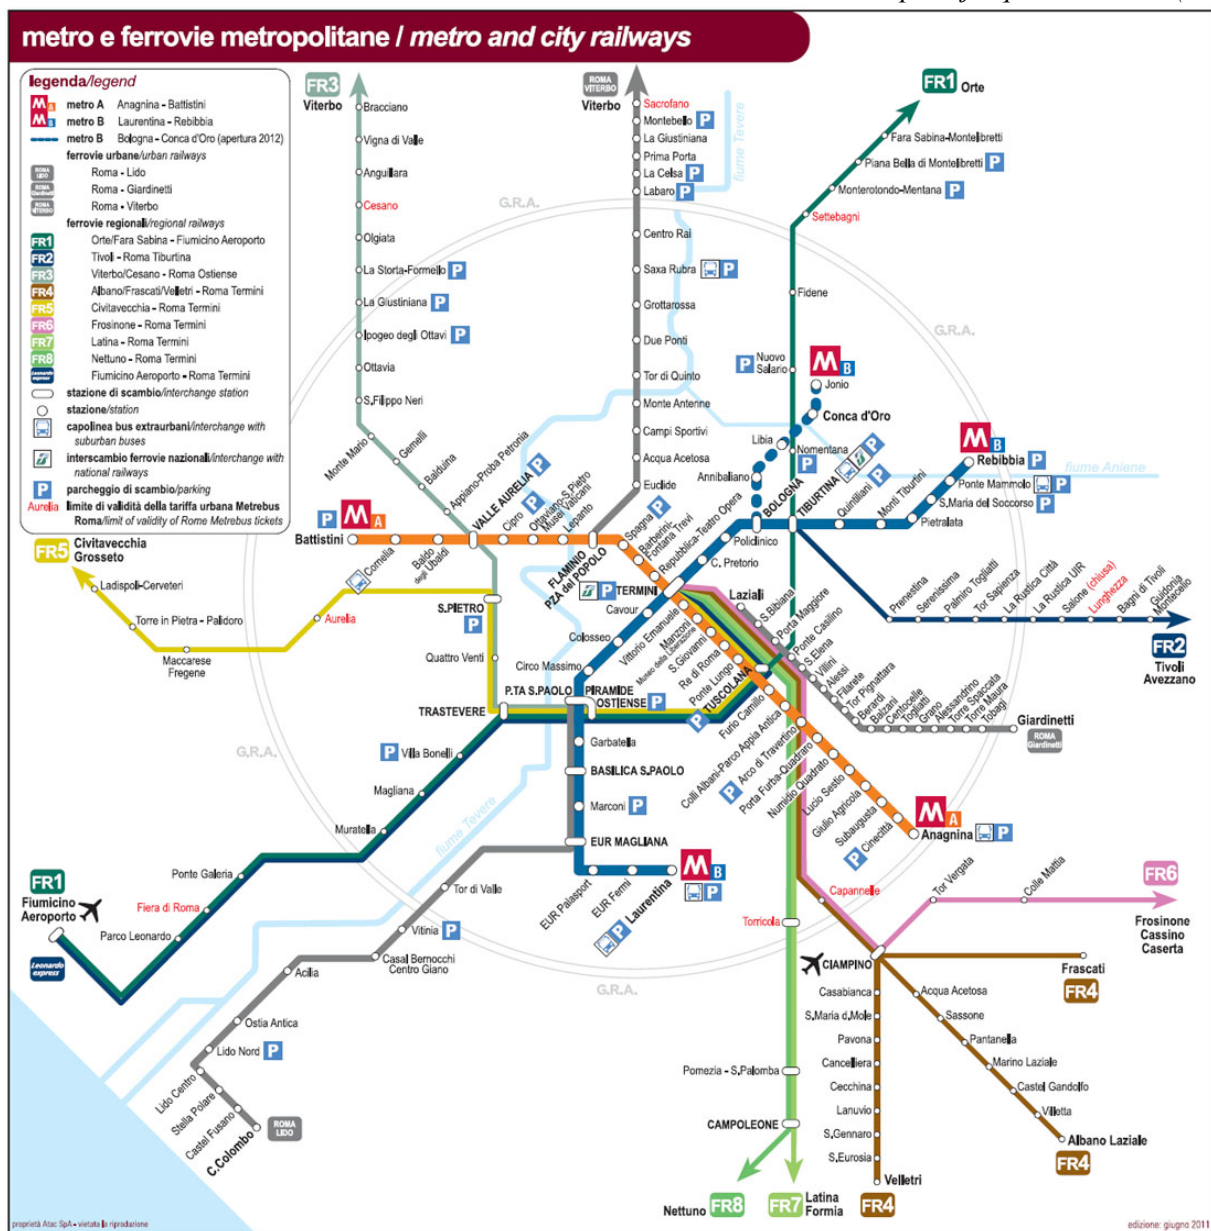 metro e ferrovie metropolitane / metro and city railways
legenda/legend
M A metro A Anagnina - Battistini
M B metro B Laurentina - Rebibbia
metro B Bologna - Conca d'Oro (apertura 2012)
ferrovie urbane/urban railways
ROMA LIDO Roma - Lido
ROMA Giardinetti Roma - Giardinetti
ROMA VITERBO Roma - Viterbo
ferrovie regionali/regional railways
FR1 Orte/Fara Sabina - Fiumicino Aeroporto
FR2 Tivoli - Roma Tiburtina
FR3 Viterbo/Cesano - Roma Ostiense
FR4 Albano/Frascati/Velletri - Roma Termini
FR5 Civitavecchia - Roma Termini
FR6 Frosinone - Roma Termini
FR7 Latina - Roma Termini
FR8 Nettuno - Roma Termini
Leonardo express Fiumicino Aeroporto - Roma Termini
stazione di scambio/interchange station
stazione/station
capolinea bus extraurbani/interchange with
suburban buses
interscambio ferrovie nazionali/interchange with
national railways
P parcheggio di scambio/parking
Aurelia limite di validità della tariffa urbana Metrebus
Roma/limit of validity of Rome Metrebus tickets
FR3
Viterbo
Bracciano
Vigna di Valle
Anguillara
Cesano
Olgiata
La Storta-Formello P
La Giustiniana P
Ipogeo degli Ottavi P
Ottavia
S.Filippo Neri
Monte Mario
Gemelli
Balduina
Appiano-Proba Petronia
VALLE AURELIA P
ROMA VITERBO
Viterbo
Sacrofano
Montebello P
La Giustiniana
Prima Porta
La Celsa P
Labaro P
Centro Rai
Saxa Rubra P
Grottarossa
Due Ponti
Tor di Quinto
Monte Antenne
Campi Sportivi
Acqua Acetosa
Euclide
fiume Tevere
G.R.A.
G.R.A.
G.R.A.
G.R.A.
FR1 Orte
Fara Sabina-Montelibretti
Piana Bella di Montelibretti P
Monterotondo-Mentana P
Settebagni
Fidene
P Nuovo
Salario
Nomentana
P
M B
Jonio
Conca d'Oro
Libia
Annibaliano
BOLOGNA
TIBURTINA P
Quintiliani P
Monti Tiburtini
Pietralata
S.Maria del Soccorso P
Ponte Mammolo P
M B
Rebibbia P
fiume Aniene
P M A
Battistini
Cornelia
Baldo
degli Ubaldi
Cipro P
Ottaviano-S.Pietro
Musei Vaticani
Lepanto
FLAMINIO
PZA del POPOLO
Spagna P
Barberini-
Fontana Trevi
Repubblica-Teatro Opera
Policlinico
C. Pretorio
P TERMINI
Cavour
Colosseo
Circo Massimo
FR5 Civitavecchia
Grosseto
Ladispoli-Cerveteri
Torre in Pietra - Palidoro
Maccarese
Fregene
Aurelia
S.PIETRO
P
Quattro Venti
TRASTEVERE
P.TA S.PAOLO PIRAMIDE
OSTIENSE P
Vittorio Emanuele
Manzoni
Museo della Liberazione
S.Giovanni
Re di Roma
Ponte Lungo
TUSCOLANA
P
Furio Camillo
Colli Albani-Parco Appia Antica
P Arco di Travertino
Porta Furba-Quadraro
Numidio Quadrato
Lucio Sestio
Giulio Agricola
Subaugusta
P Cinecittà
M A
Anagnina P
Laziali
S.Bibiana
Porta Maggiore
Ponte Casilino
S.Elena
Villini
Alessi
Filarete
Tor Pignattara
Berardi
Balzani
Centocelle
Togliatti
Grano
Alessandrino
Torre Spaccata
Torre Maura
Tobagi
Giardinetti
ROMA Giardinetti
Prenestina
Serenissima
Palmiro Togliatti
Tor Sapienza
La Rustica Città
La Rustica UIR
Salone (chiusa)
Lunghezza
Bagni di Tivoli
Guidonia
Montecelio
FR2
Tivoli
Avezzano
Garbatella
BASILICA S.PAOLO
Marconi P
EUR MAGLIANA
EUR Palasport
EUR Fermi
Laurentina
P
M B
P
P Villa Bonelli
Magliana
Muratella
Ponte Galeria
Fiera di Roma
Parco Leonardo
FR1
Fiumicino
Aeroporto
Leonardo express
fiume Tevere
Tor di Valle
Vitinia P
Casal Bernocchi
Centro Giano
Acilia
Ostia Antica
Lido Nord P
Lido Centro
Stella Polare
Castel Fusano
C.Colombo
ROMA LIDO
Capannelle
Torricola
Tor Vergata
Colle Mattia
FR6
Frosinone
Cassino
Caserta
CIAMPINO
Frascati
FR4
Casabianca
S.Maria d.Mole
Pavona
Cancelliera
Cecchina
Lanuvio
S.Gennaro
S.Eurosia
Velletri
FR4
Acqua Acetosa
Sassone
Pantanella
Marino Laziale
Castel Gandolfo
Villetta
Albano Laziale
FR4
Pomezia - S.Palomba
CAMPOLEONE
Nettuno FR8
FR7 Latina
Formia
proprietà Atac SpA - vietata la riproduzione
edizione: giugno 2011